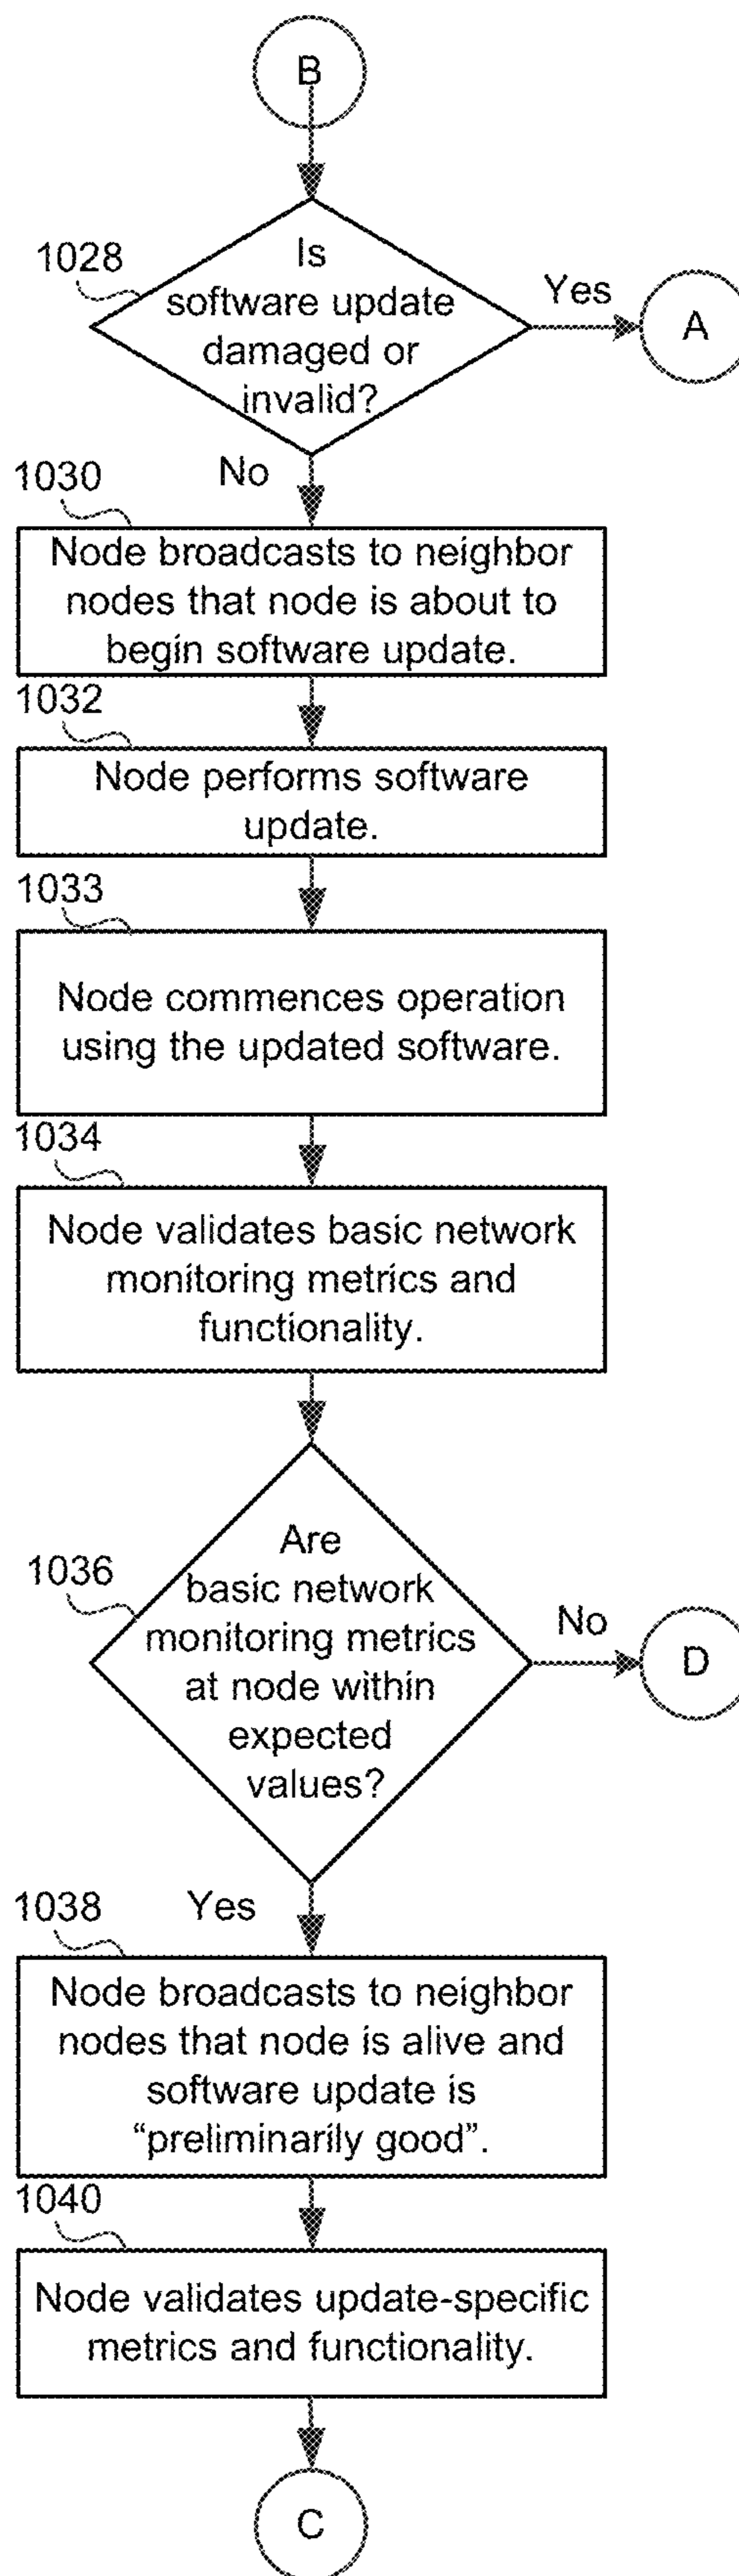 B
1028
Is
software update
damaged or
invalid?
Yes
A
No
1030
Node broadcasts to neighbor
nodes that node is about to
begin software update.
1032
Node performs software
update.
1033
Node commences operation
using the updated software.
1034
Node validates basic network
monitoring metrics and
functionality.
1036
Are
basic network
monitoring metrics
at node within
expected
values?
No
D
Yes
1038
Node broadcasts to neighbor
nodes that node is alive and
software update is
“preliminarily good”.
1040
Node validates update-specific
metrics and functionality.
C